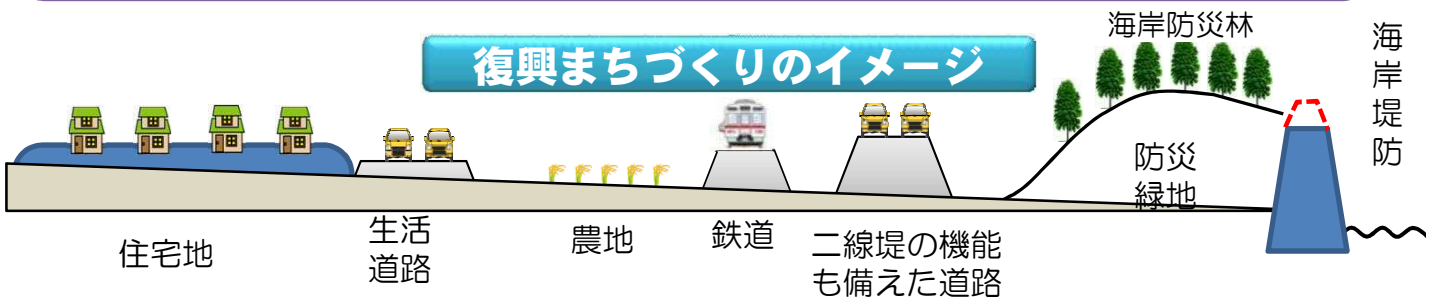 復興まちづくりのイメージ
海岸防災林
海岸堤防
防災
緑地
住宅地
生活
道路
農地
鉄道
二線堤の機能
も備えた道路